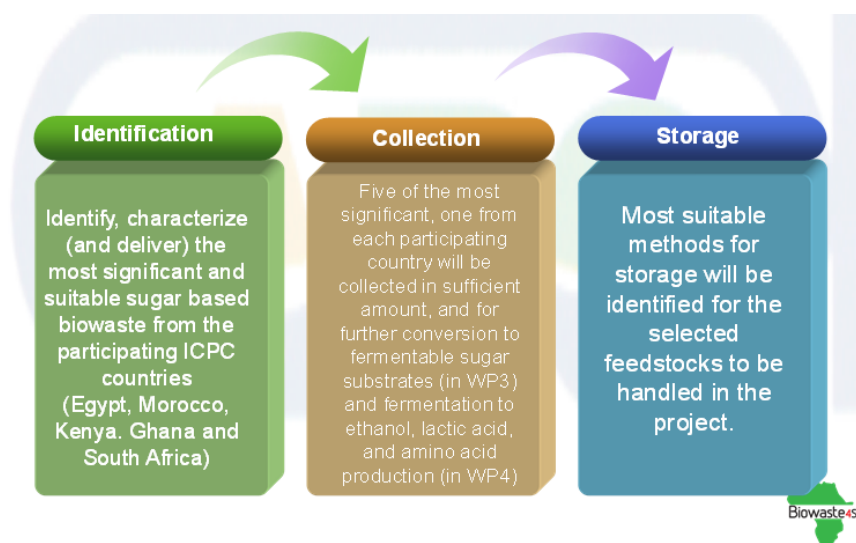 Identification
Identify, characterize
(and deliver) the
most significant and
suitable sugar based
biowaste from the
participating ICPC
countries
(Egypt, Morocco,
Kenya. Ghana and
South Africa)
Collection
Five of the most
significant, one from
each participating
country will be
collected in sufficient
amount, and for
further conversion to
fermentable sugar
substrates (in WP3)
and fermentation to
ethanol, lactic acid,
and amino acid
production (in WP4)
Storage
Most suitable
methods for
storage will be
identified for the
selected
feedstocks to be
handled in the
project.
Biowaste4s